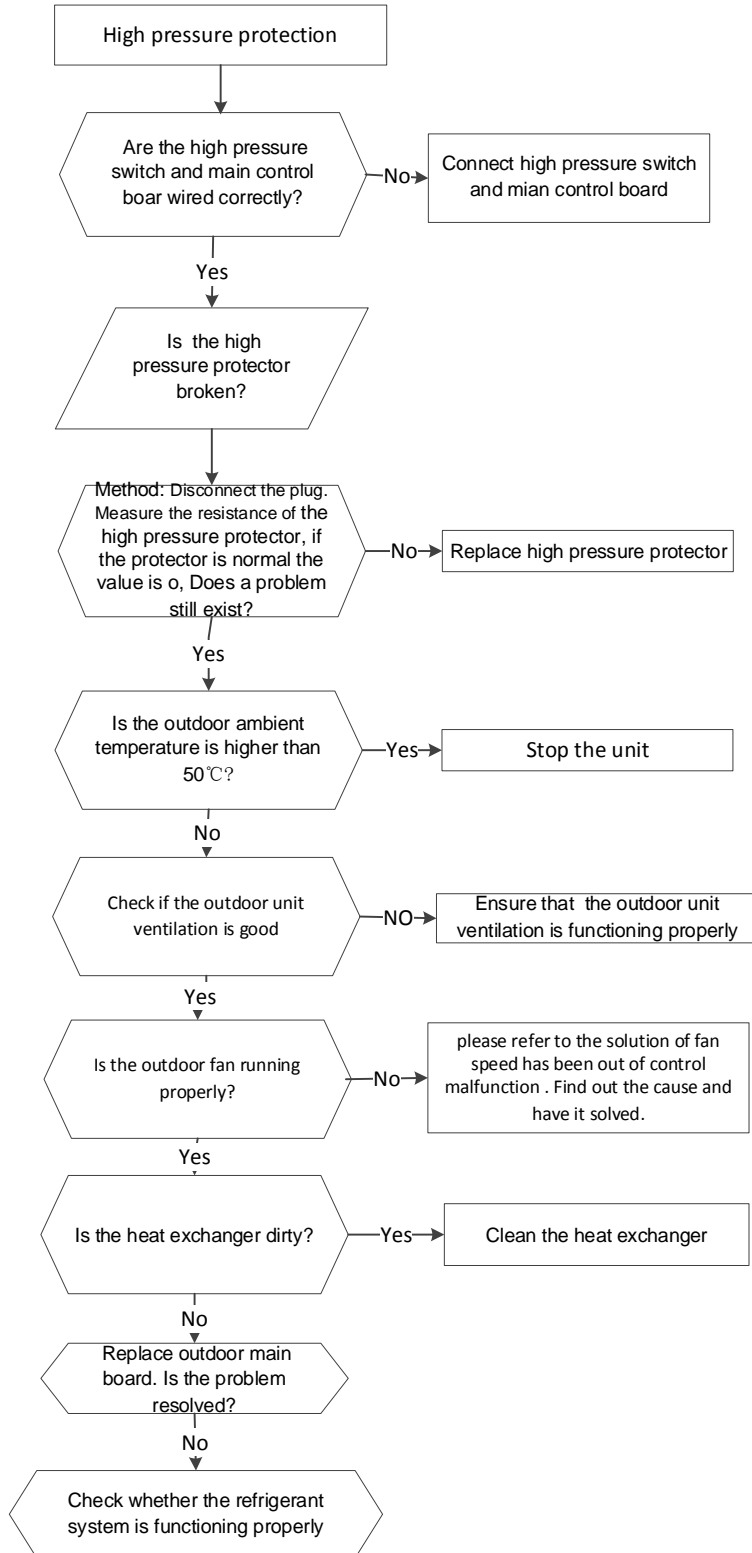 High pressure protection
Are the high pressure
switch and main control
boar wired correctly?
No
Connect high pressure switch
and mian control board
Yes
Is the high
pressure protector
broken?
Method: Disconnect the plug.
Measure the resistance of the
high pressure protector, if
the protector is normal the
value is o, Does a problem
still exist?
No
Replace high pressure protector
Yes
Is the outdoor ambient
temperature is higher than
50℃?
Yes
Stop the unit
No
Check if the outdoor unit
ventilation is good
NO
Ensure that the outdoor unit
ventilation is functioning properly
Yes
Is the outdoor fan running
properly?
No
please refer to the solution of fan
speed has been out of control
malfunction . Find out the cause and
have it solved.
Yes
Is the heat exchanger dirty?
Yes
Clean the heat exchanger
No
Replace outdoor main
board. Is the problem
resolved?
No
Check whether the refrigerant
system is functioning properly